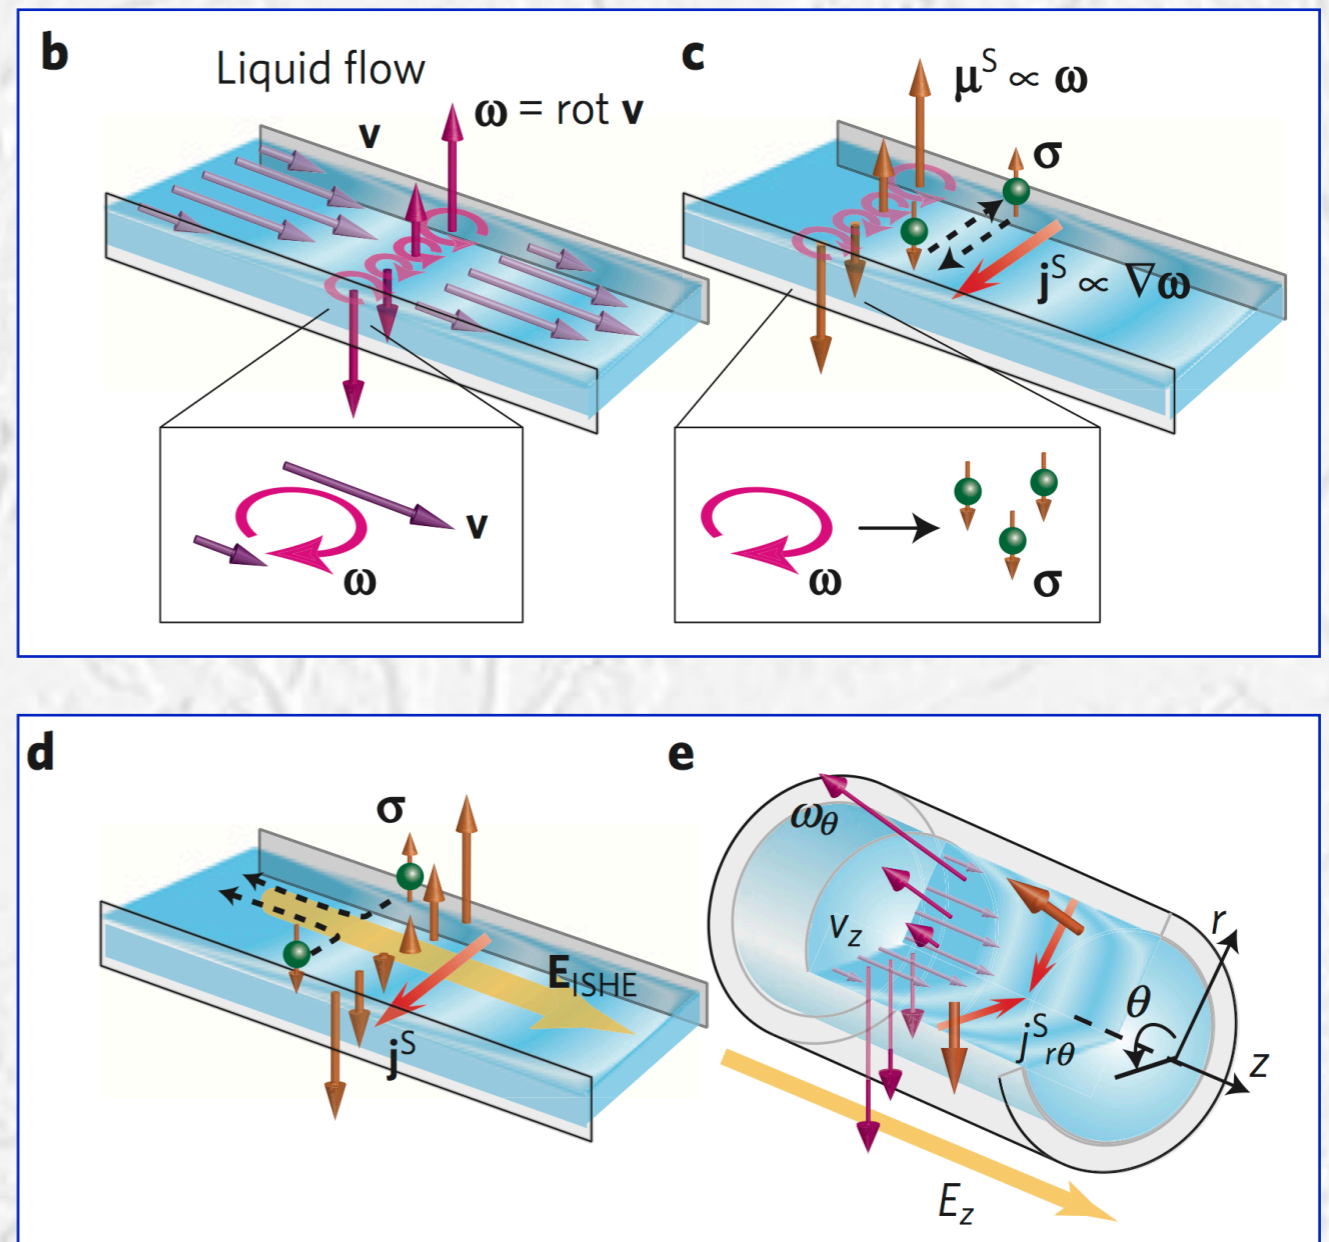 b
Liquid flow
v
ω = rot v
v
ω
c
μS ∝ ω
σ
jS ∝ ∇ω
ω
σ
d
σ
EISHE
jS
e
ωθ
vz
r
θ
jSrθ
z
Ez